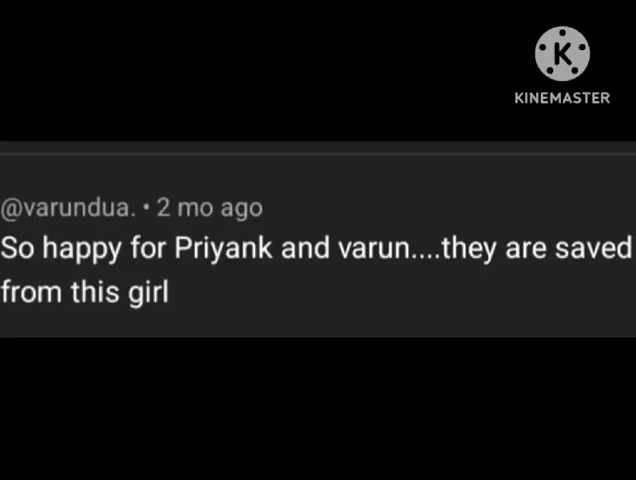 K
KINEMASTER
@varundua. • 2 mo ago
So happy for Priyank and varun....they are saved
from this girl